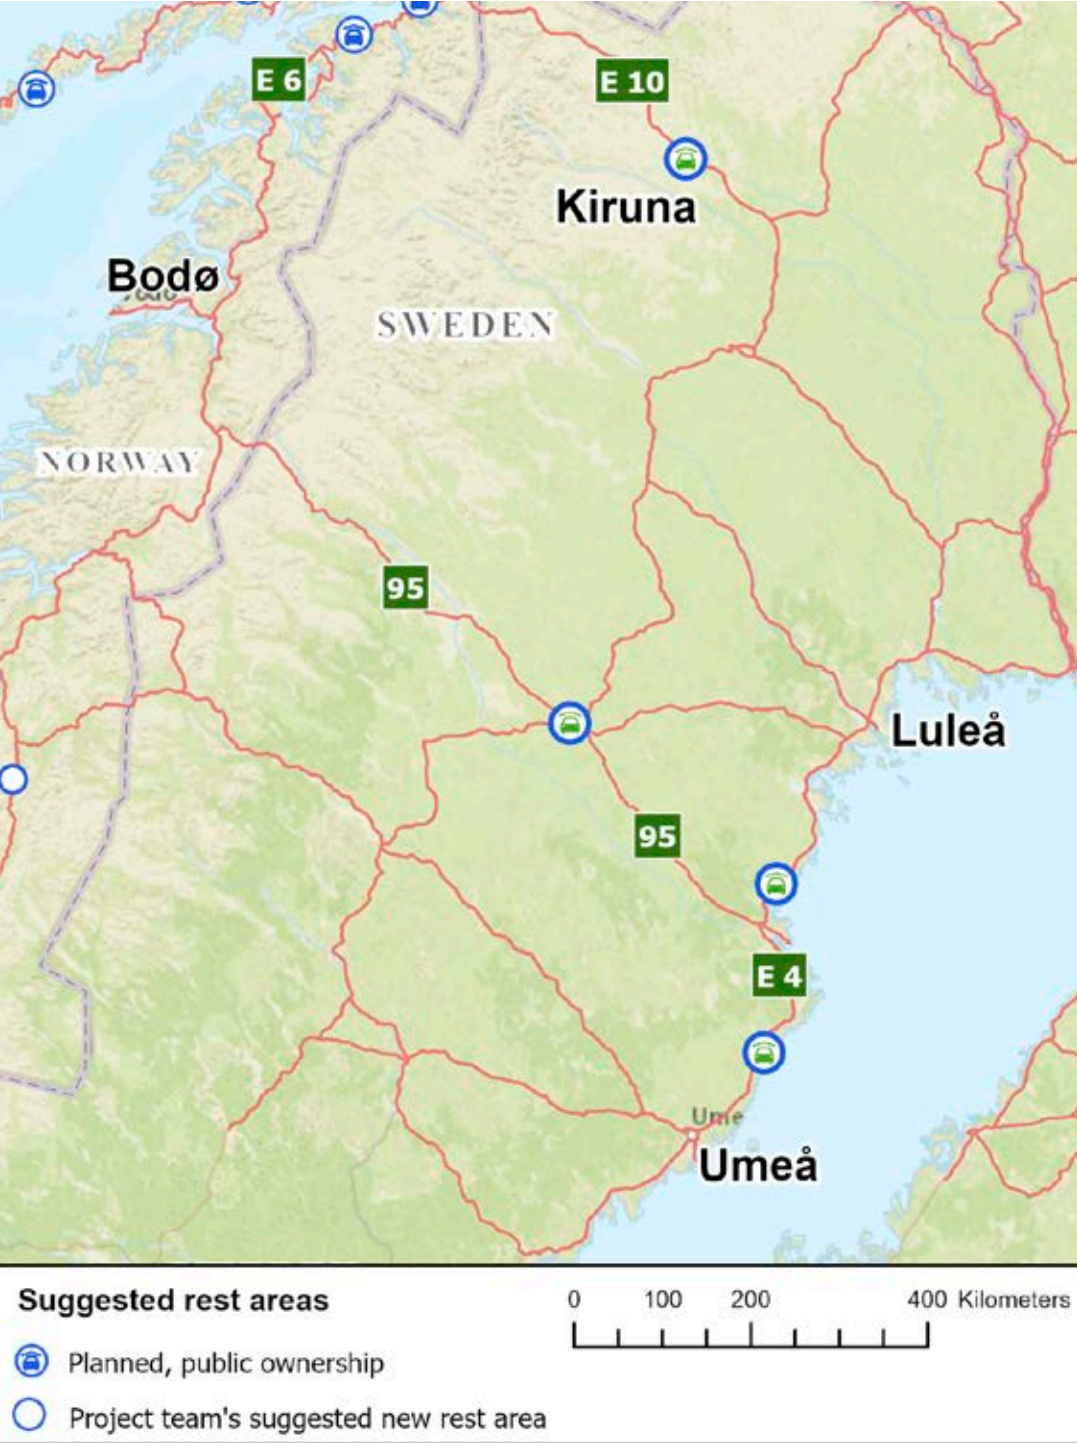 E 6
E 10
Kiruna
Bodø
SWEDEN
NORWAY
95
Luleå
95
E 4
Ume
Umeå
Suggested rest areas
0 100 200 400 Kilometers
Planned, public ownership
Project team's suggested new rest area